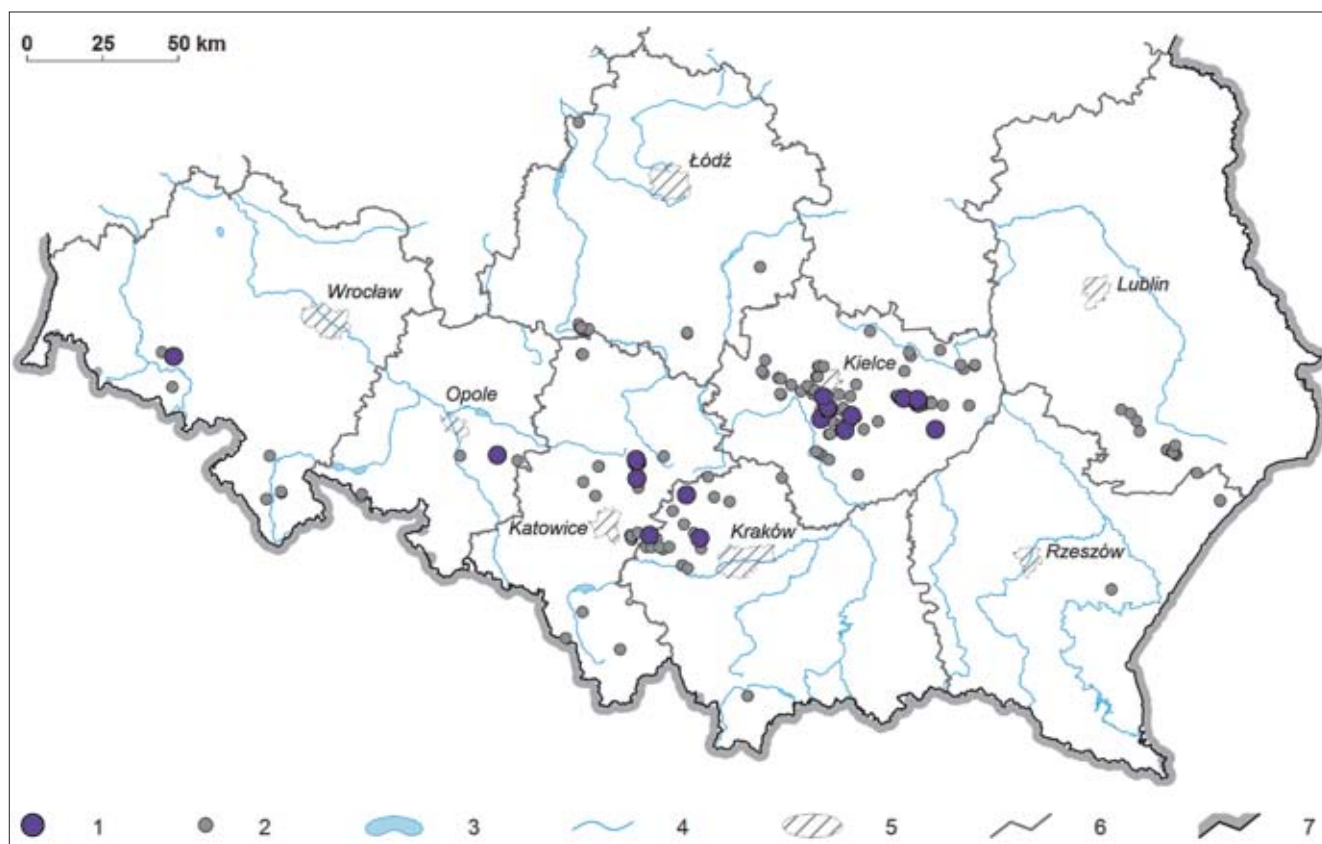 0 25 50 km
Łódź
Lublin
Wrocław
Kielce
Opole
Katowice
Kraków
Rzeszów
1 2 3 4 5 6 7